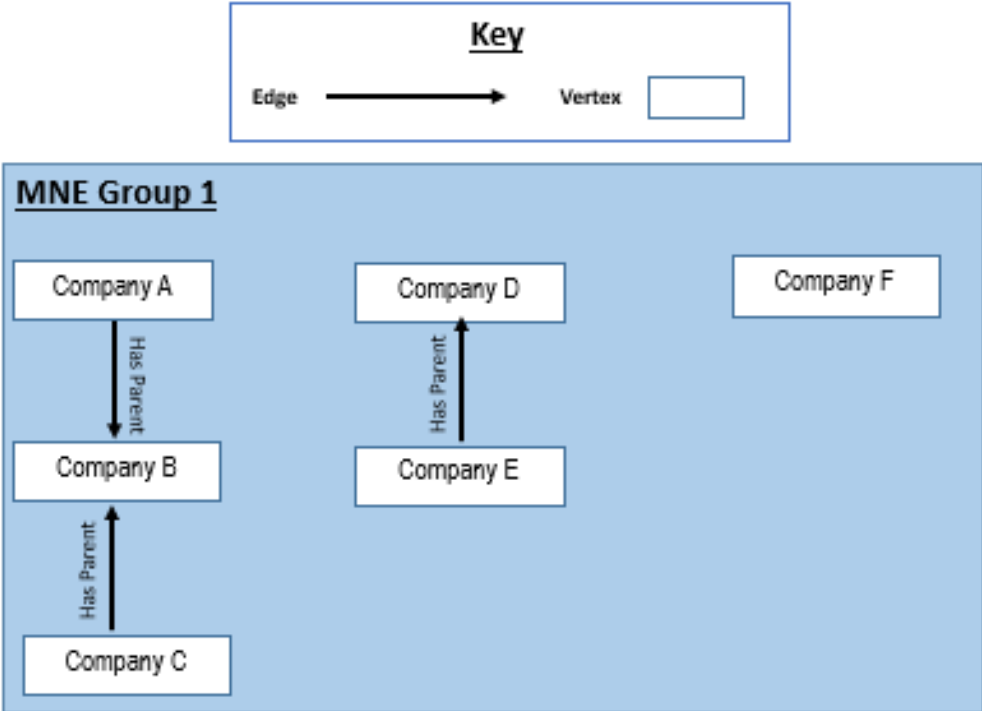 Key
Edge
Vertex
MNE Group 1
Company A
Company D
Company F
Has Parent
Has Parent
Company B
Company E
Has Parent
Company C